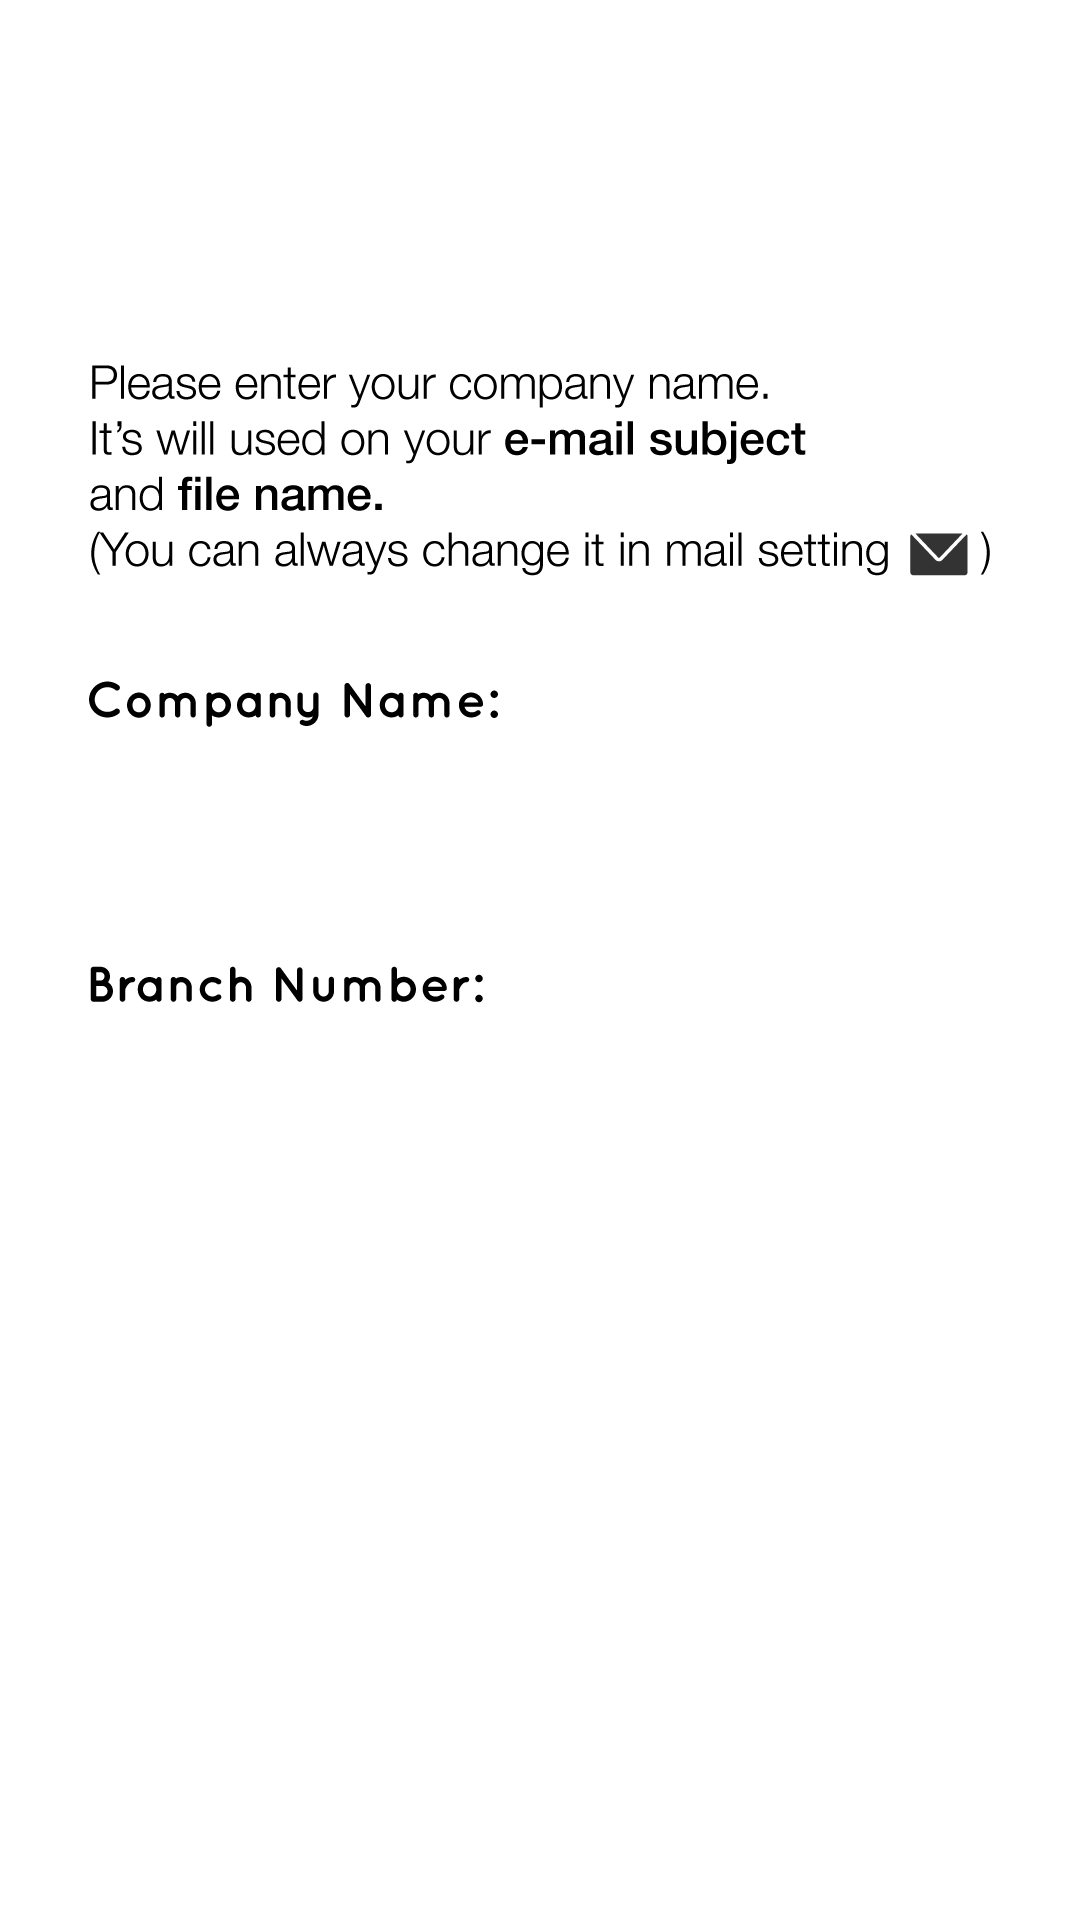 Please enter your company name.
It’s will used on your e-mail subject
and file name.
(You can always change it in mail setting )
Company Name:
Branch Number: